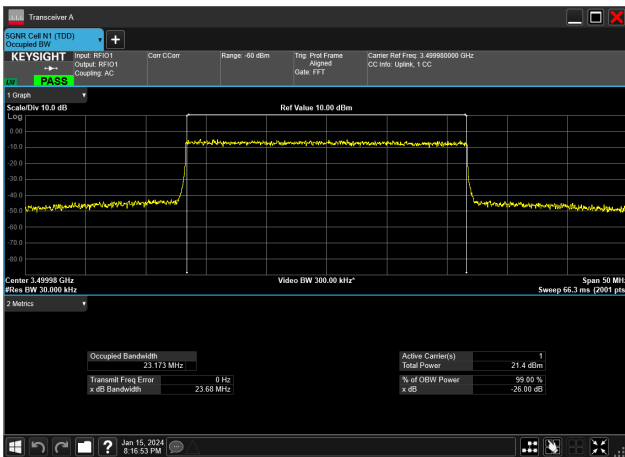 Transceiver A
5GNR Cell N1 (TDD)
Occupied BW
+
KEYSIGHT
LXI
PASS
Input: RFIO1
Output: RFIO1
Coupling: AC
Corr CCorr
Range: -60 dBm
Trig: Prot Frame
Aligned
Gate: FFT
Carrier Ref Freq: 3.499980000 GHz
CC Info: Uplink, 1 CC
1 Graph
Scale/Div 10.0 dB
Ref Value 10.00 dBm
Log
0.00
-10.0
-20.0
-30.0
-40.0
-50.0
-60.0
-70.0
-80.0
Center 3.49998 GHz
Video BW 300.00 kHz*
Span 50 MHz
#Res BW 30.000 kHz
Sweep 66.3 ms (2001 pts
2 Metrics
Occupied Bandwidth
23.173 MHz
Active Carrier(s) 1
Total Power 21.4 dBm
Transmit Freq Error 0 Hz
x dB Bandwidth 23.68 MHz
% of OBW Power 99.00 %
x dB -26.00 dB
?
Jan 15, 2024
8:16:53 PM